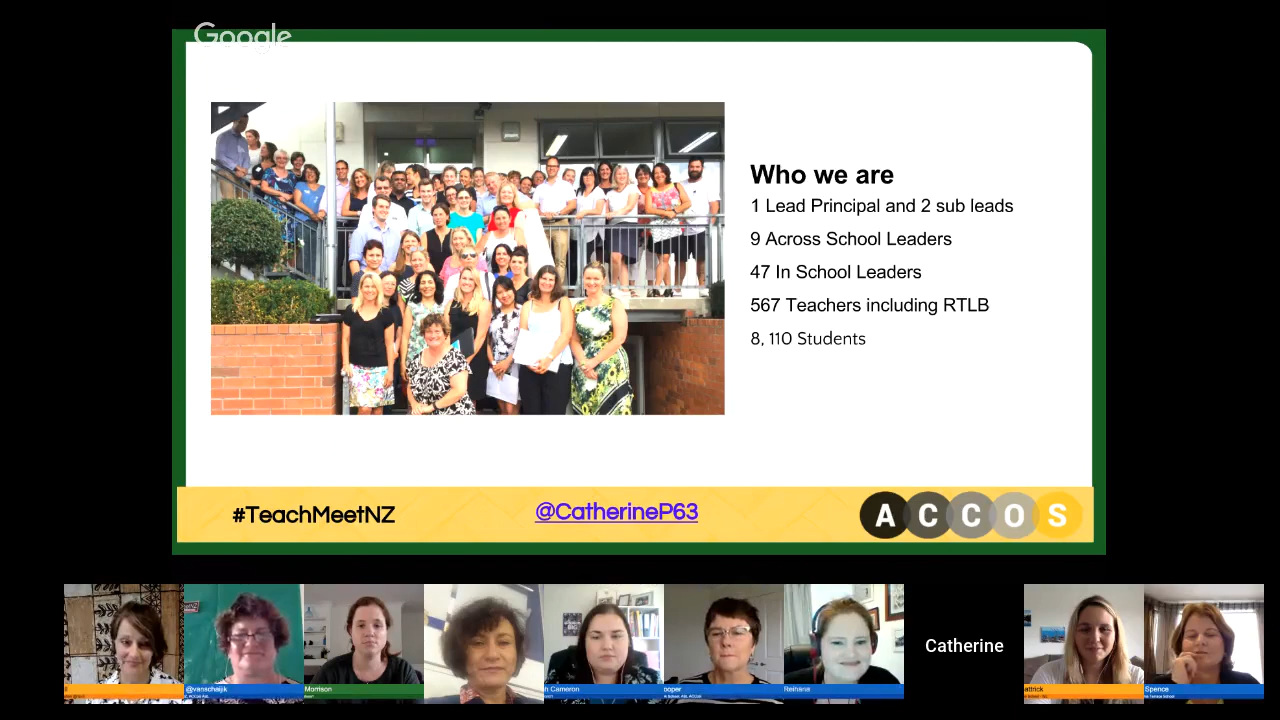 Google
Who we are
1 Lead Principal and 2 sub leads
9 Across School Leaders
47 In School Leaders
567 Teachers including RTLB
8, 110 Students
#TeachMeetNZ
@CatherineP63
ACCOS
Catherine
@vanschaijk
Morrison
h Cameron
ooper
Reihana
attrick
Spence